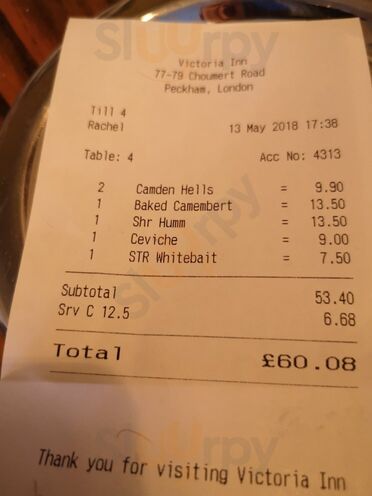 Victoria Inn
77-79 Choumert Road
Peckham, London
Till 4
Rachel 13 May 2018 17:38
Table: 4 Acc No: 4313
2 Camden Hells = 9.90
1 Baked Camembert = 13.50
1 Shr Humm = 13.50
1 Ceviche = 9.00
1 STR Whitebait = 7.50
Subtotal 53.40
Srv C 12.5 6.68
Total £60.08
Thank you for visiting Victoria Inn
Sluurpy
Sluurpy
Sluurpy